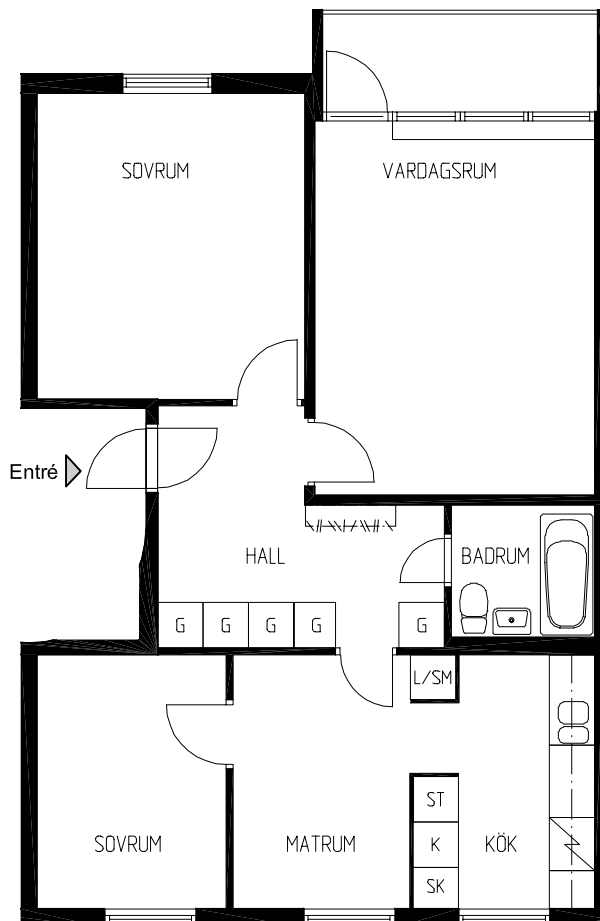 SOVRUM
VARDAGSRUM
Entré
HALL
BADRUM
G
G
G
G
G
L/SM
ST
SOVRUM
MATRUM
K
KÖK
SK